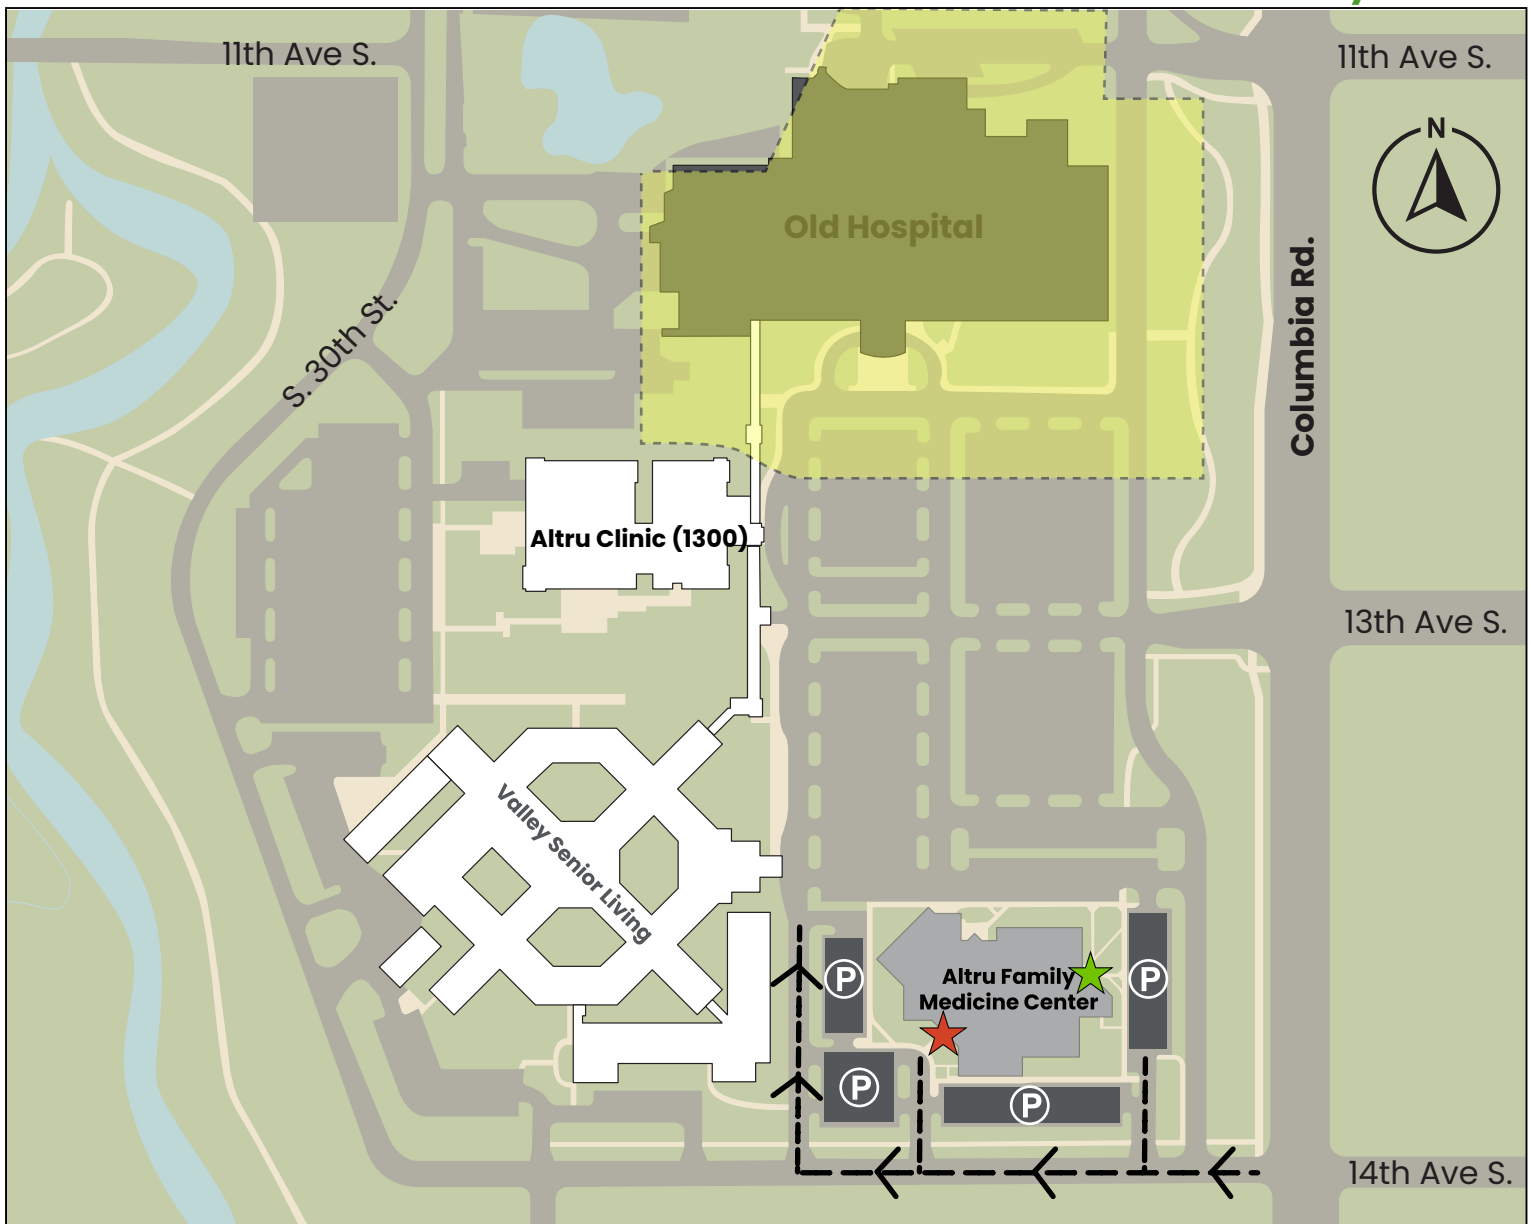 11th Ave S.
11th Ave S.
N
Old Hospital
Columbia Rd.
S. 30th St.
Altru Clinic (1300)
13th Ave S.
Valley Senior Living
P
Altru Family
Medicine Center
P
P
P
14th Ave S.